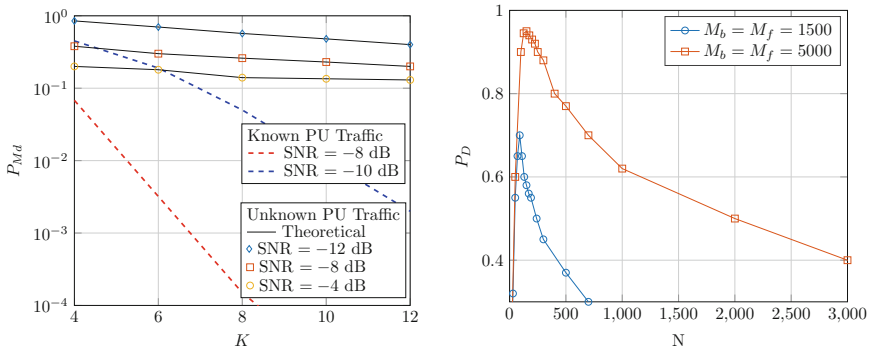 10^0
10^{-1}
10^{-2}
10^{-3}
10^{-4}
P_{Md}
4 6 8 10 12
K
Known PU Traffic
SNR = −8 dB
SNR = −10 dB
Unknown PU Traffic
Theoretical
SNR = −12 dB
SNR = −8 dB
SNR = −4 dB
1
0.8
0.6
0.4
P_D
0 500 1,000 1,500 2,000 2,500 3,000
N
M_b = M_f = 1500
M_b = M_f = 5000